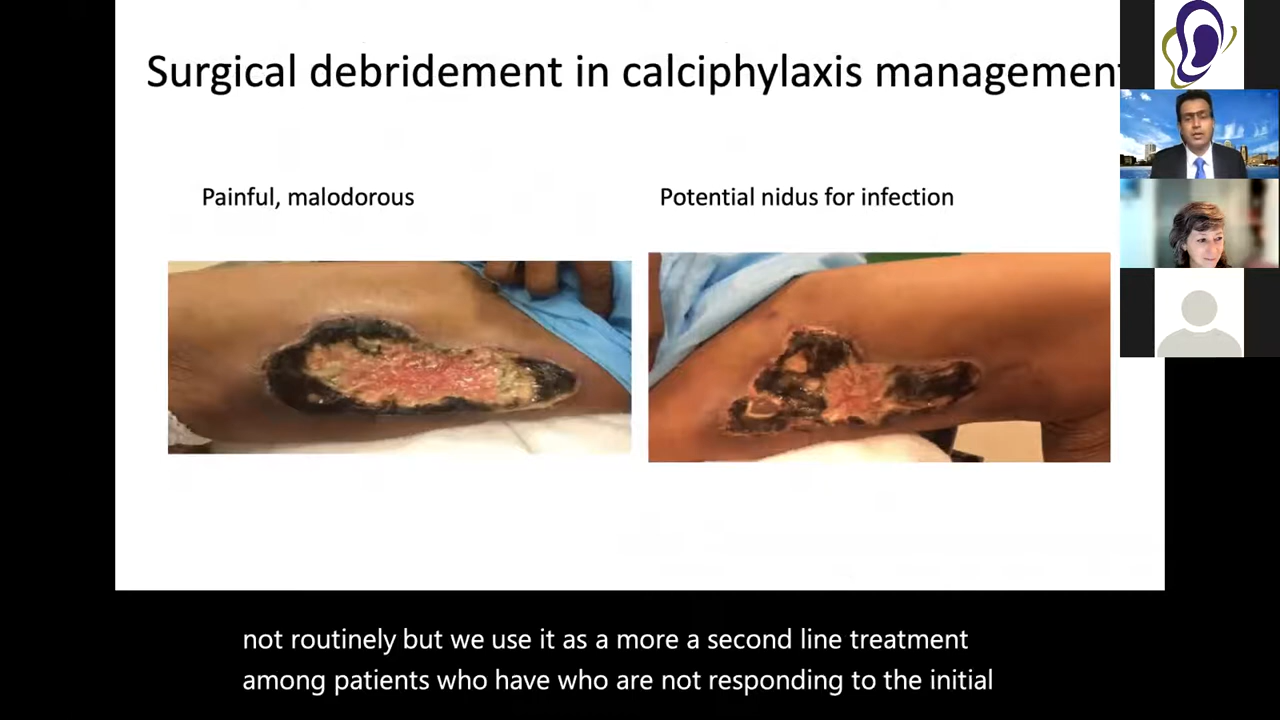 Surgical debridement in calciphylaxis management
Painful, malodorous
Potential nidus for infection
not routinely but we use it as a more a second line treatment
among patients who have who are not responding to the initial